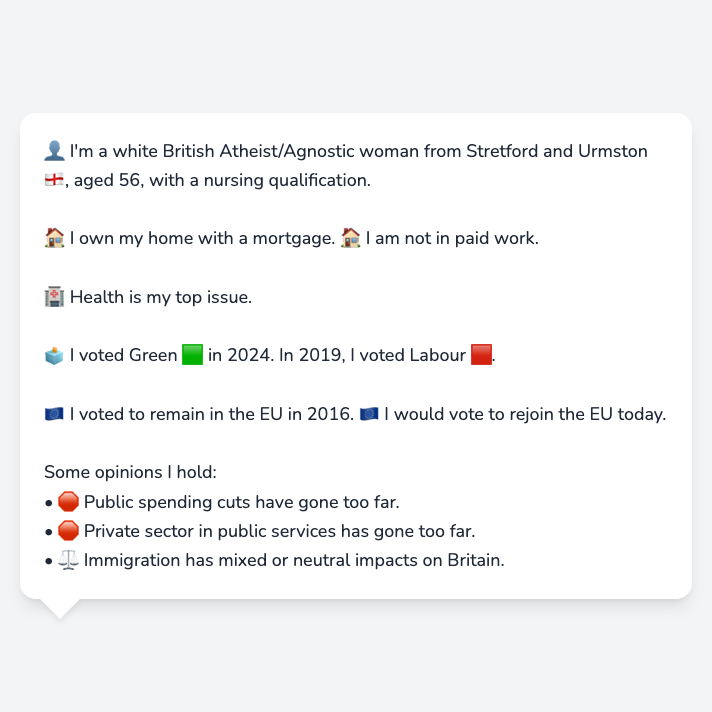 👤 I'm a white British Atheist/Agnostic woman from Stretford and Urmston
🏴󠁧󠁢󠁥󠁮󠁧󠁿, aged 56, with a nursing qualification.
🏠 I own my home with a mortgage. 🏠 I am not in paid work.
🏥 Health is my top issue.
🗳️ I voted Green 🟩 in 2024. In 2019, I voted Labour 🟥.
🇪🇺 I voted to remain in the EU in 2016. 🇪🇺 I would vote to rejoin the EU today.
Some opinions I hold:
• 🛑 Public spending cuts have gone too far.
• 🛑 Private sector in public services has gone too far.
• ⚖️ Immigration has mixed or neutral impacts on Britain.